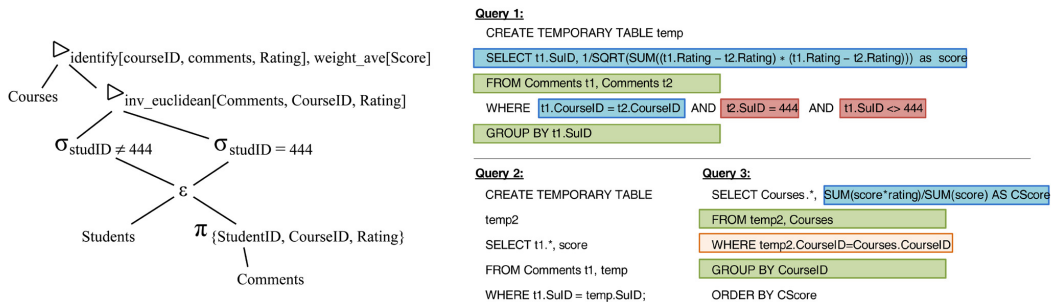 ▷identify[courseID, comments, Rating], weight_ave[Score]
Courses
▷inv_euclidean[Comments, CourseID, Rating]
σstudID ≠ 444
σstudID = 444
ε
Students
π{StudentID, CourseID, Rating}
Comments
Query 1:
CREATE TEMPORARY TABLE temp
SELECT t1.SuID, 1/SQRT(SUM((t1.Rating – t2.Rating) * (t1.Rating – t2.Rating))) as score
FROM Comments t1, Comments t2
WHERE t1.CourseID = t2.CourseID AND t2.SuID = 444 AND t1.SuID <> 444
GROUP BY t1.SuID
Query 2:
CREATE TEMPORARY TABLE
temp2
SELECT t1.*, score
FROM Comments t1, temp
WHERE t1.SuID = temp.SuID;
Query 3:
SELECT Courses.*, SUM(score*rating)/SUM(score) AS CScore
FROM temp2, Courses
WHERE temp2.CourseID=Courses.CourseID
GROUP BY CourseID
ORDER BY CScore